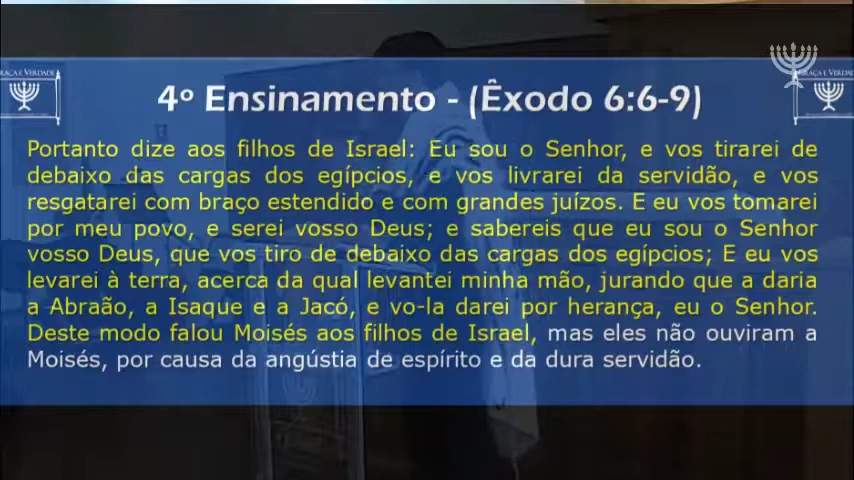 GRAÇA E VERDADE
GRAÇA E VERDADE
4º Ensinamento - (Êxodo 6:6-9)
Portanto dize aos filhos de Israel: Eu sou o Senhor, e vos tirarei de
debaixo das cargas dos egípcios, e vos livrarei da servidão, e vos
resgatarei com braço estendido e com grandes juízos. E eu vos tomarei
por meu povo, e serei vosso Deus; e sabereis que eu sou o Senhor
vosso Deus, que vos tiro de debaixo das cargas dos egípcios; E eu vos
levarei à terra, acerca da qual levantei minha mão, jurando que a daria
a Abraão, a Isaque e a Jacó, e vo-la darei por herança, eu o Senhor.
Deste modo falou Moisés aos filhos de Israel, mas eles não ouviram a
Moisés, por causa da angústia de espírito e da dura servidão.